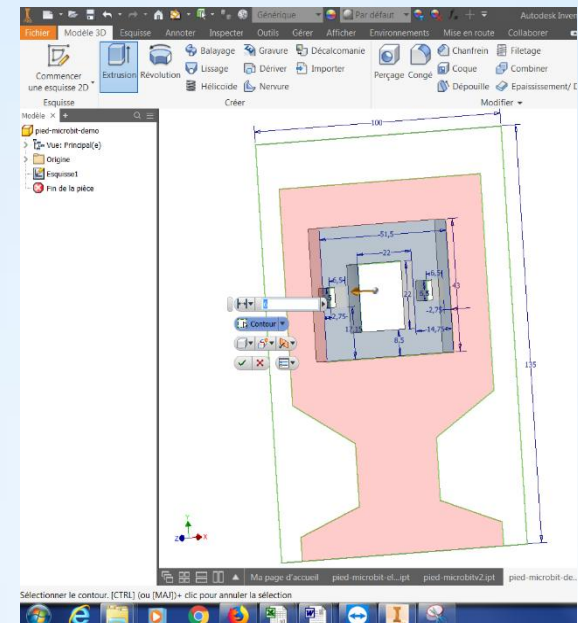 Générique
Par défaut
Autodesk Inven
Fichier Modèle 3D Esquisse Annoter Inspecter Outils Gérer Afficher Environnements Mise en route Collaborer
Commencer une esquisse 2D
Extrusion
Révolution
Balayage Gravure Décalcomanie
Lissage Dériver Importer
Hélicoïde Nervure
Perçage Congé
Chanfrein Filetage
Coque Combiner
Dépouille Epaississement/ D
Esquisse Créer Modifier
Modèle × +
pied-microbit-demo
Vue: Principal(e)
Origine
Esquisse1
Fin de la pièce
100
51,5
22
6,5
6,5
22
43
2,75
2,75
14,75
8,5
135
Contour
Y
Z X
Ma page d'accueil pied-microbit-el...ipt pied-microbitv2.ipt pied-microbit-de...
Sélectionner le contour. [CTRL] (ou [MAJ])+ clic pour annuler la sélection